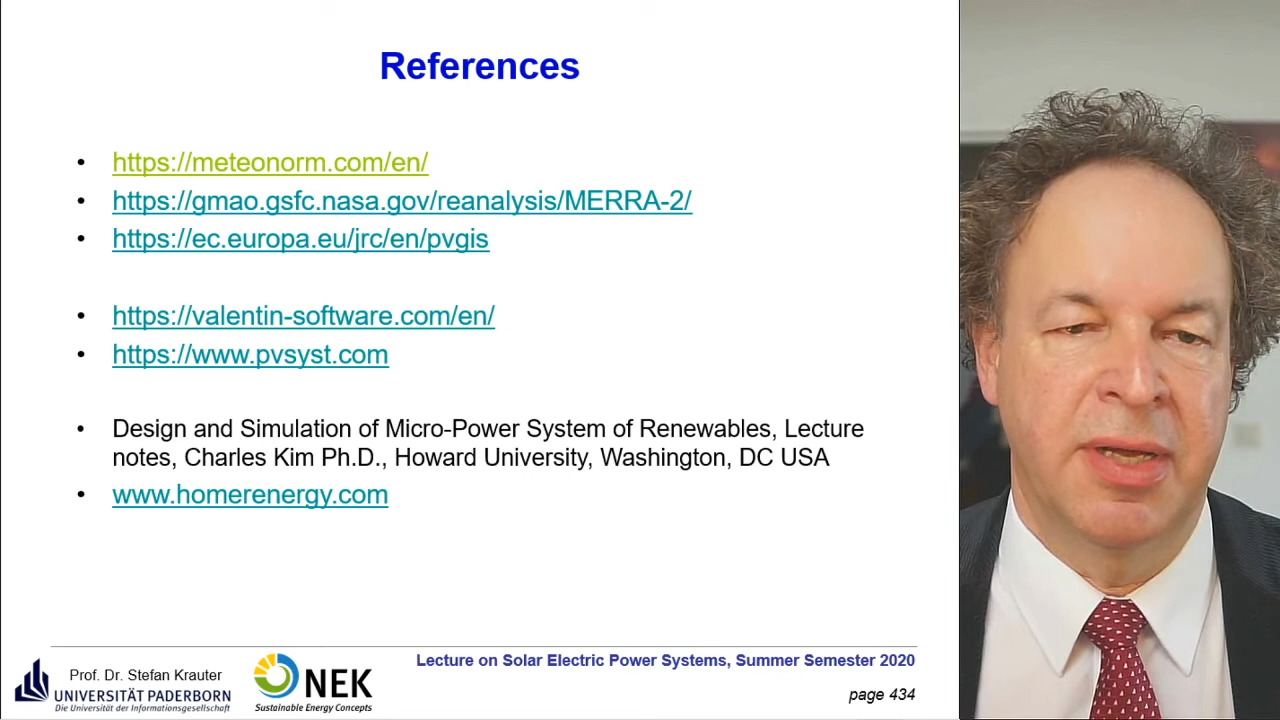 References
https://meteonorm.com/en/
https://gmao.gsfc.nasa.gov/reanalysis/MERRA-2/
https://ec.europa.eu/jrc/en/pvgis
https://valentin-software.com/en/
https://www.pvsyst.com
Design and Simulation of Micro-Power System of Renewables, Lecture
notes, Charles Kim Ph.D., Howard University, Washington, DC USA
www.homerenergy.com
Prof. Dr. Stefan Krauter
UNIVERSITÄT PADERBORN
Die Universität der Informationsgesellschaft
NEK
Sustainable Energy Concepts
Lecture on Solar Electric Power Systems, Summer Semester 2020
page 434